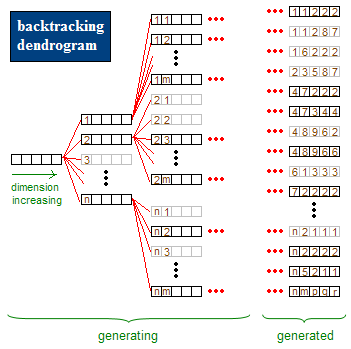 backtracking
dendrogram
dimension
increasing
1
2
3
n
1 1
1 2
1 m
2 1
2 2
2 3
2 m
n 1
n 2
n 3
n m
1 1 2 2 2
1 1 2 8 7
1 6 2 2 2
2 3 5 8 7
4 7 2 2 2
4 7 3 4 4
4 8 9 6 2
4 8 9 6 6
6 1 3 3 3
7 2 2 2 2
n 2 1 1 1
n 2 2 2 2
n 5 2 1 1
n m p q r
generating
generated